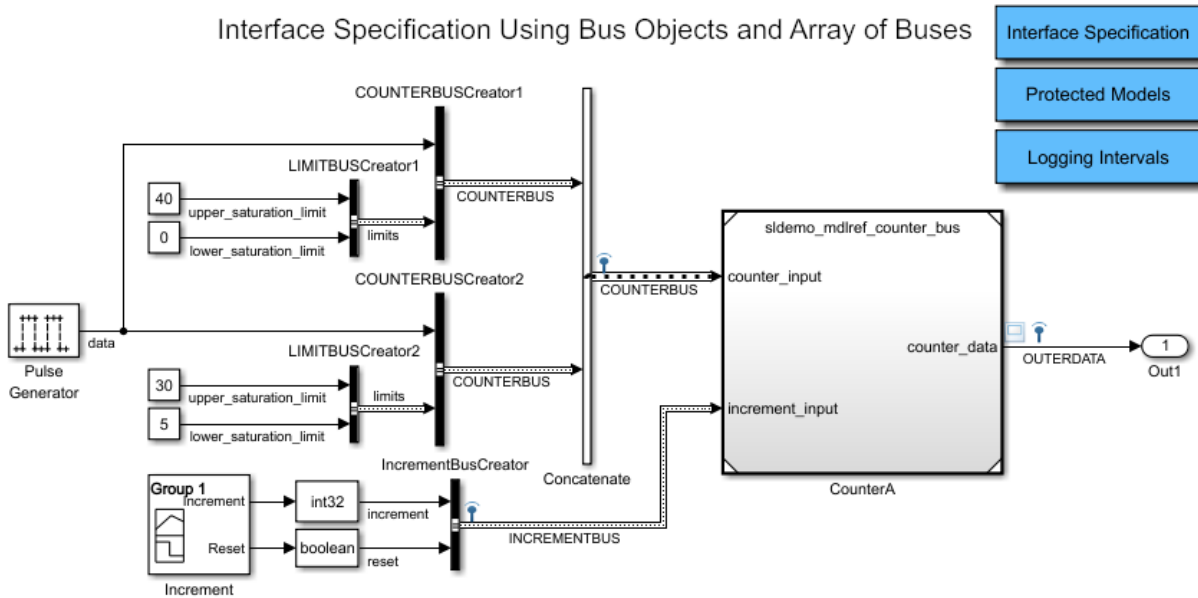 Interface Specification Using Bus Objects and Array of Buses
Interface Specification
Protected Models
Logging Intervals
COUNTERBUSCreator1
LIMITBUSCreator1
40
upper_saturation_limit
0
lower_saturation_limit
limits
COUNTERBUS
COUNTERBUSCreator2
data
Pulse
Generator
LIMITBUSCreator2
30
upper_saturation_limit
5
lower_saturation_limit
limits
COUNTERBUS
Concatenate
COUNTERBUS
sldemo_mdlref_counter_bus
counter_input
counter_data
increment_input
CounterA
OUTERDATA
1
Out1
IncrementBusCreator
Group 1
Increment
Reset
Increment
int32
increment
boolean
reset
INCREMENTBUS